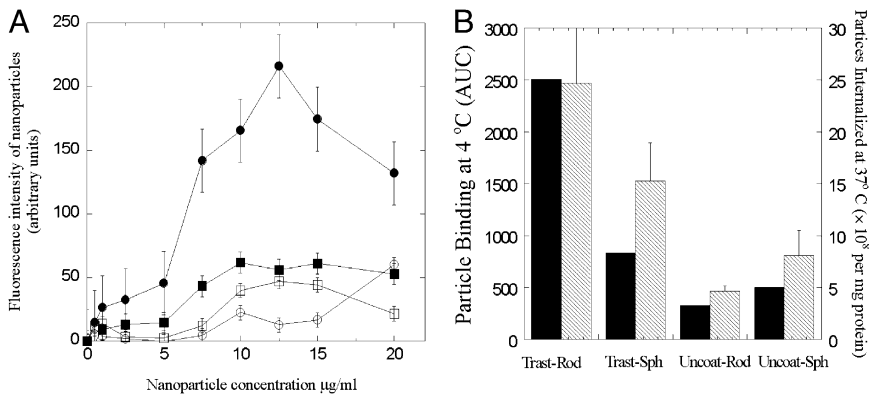 A
Fluorescence intensity of nanoparticles
(arbitrary units)
250
200
150
100
50
0
0
5
10
15
20
Nanoparticle concentration µg/ml
B
Particle Binding at 4 °C (AUC)
3000
2500
2000
1500
1000
500
0
Trast-Rod
Trast-Sph
Uncoat-Rod
Uncoat-Sph
30
25
20
15
10
5
0
Partices Internalized at 37⁰ C (× 10⁸ per mg protein)